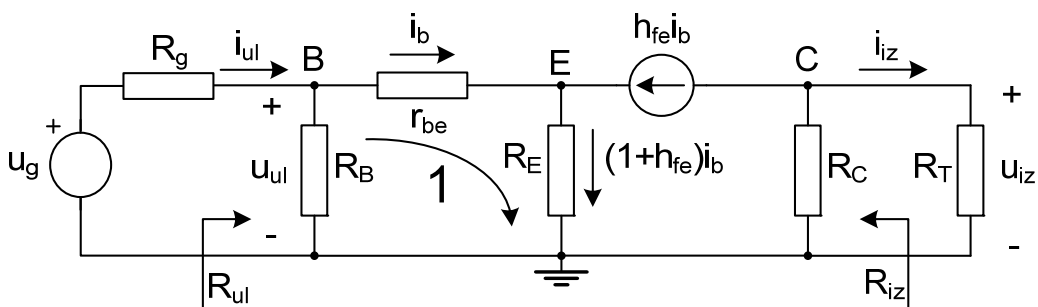 R_g
i_ul
B
i_b
E
h_fe i_b
C
i_iz
+
u_g
+
u_ul
-
R_B
r_be
1
R_E
(1+h_fe)i_b
R_C
R_T
+
u_iz
-
R_ul
R_iz